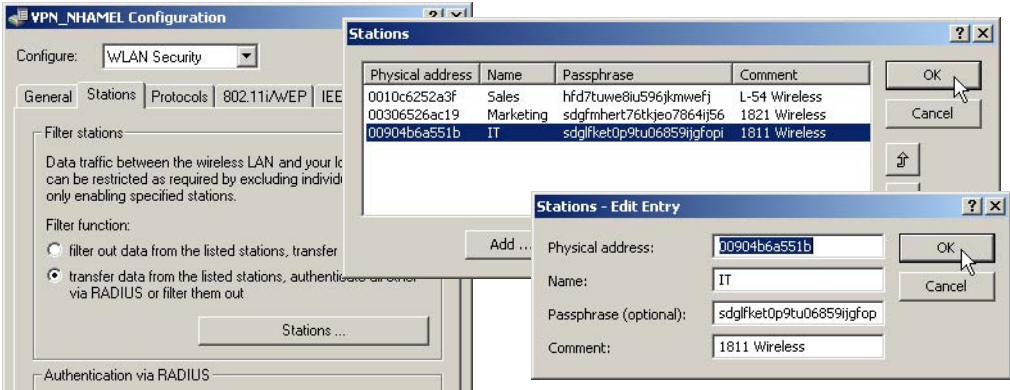 VPN_NHAMEL Configuration
Configure: WLAN Security
General Stations Protocols 802.11i/WEP IEE
Filter stations
Data traffic between the wireless LAN and your lo
can be restricted as required by excluding individu
only enabling specified stations.
Filter function:
filter out data from the listed stations, transfer
transfer data from the listed stations, authenticate all other
via RADIUS or filter them out
Stations ...
Authentication via RADIUS
Stations
Physical address Name Passphrase Comment
0010c6252a3f Sales hfd7tuwe8iu596jkmwefj L-54 Wireless
00306526ac19 Marketing sdgfmhert76tkjeo7864ij56 1821 Wireless
00904b6a551b IT sdglfket0p9tu06859ijgfopi 1811 Wireless
OK
Cancel
Add ...
Stations - Edit Entry
Physical address: 00904b6a551b
Name: IT
Passphrase (optional): sdglfket0p9tu06859ijgfop
Comment: 1811 Wireless
OK
Cancel